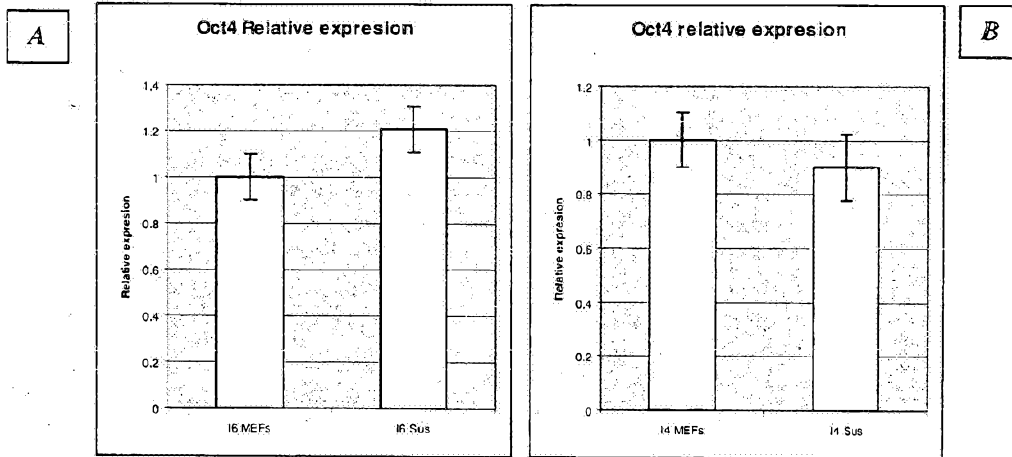 A
Oct4 Relative expresion
Relative expresion
1.4
1.2
1
0.8
0.6
0.4
0.2
0
I6 MEFs
I6 Sus
B
Oct4 relative expresion
Relative expresion
1.2
1
0.8
0.6
0.4
0.2
0
I4 MEFs
I4 Sus